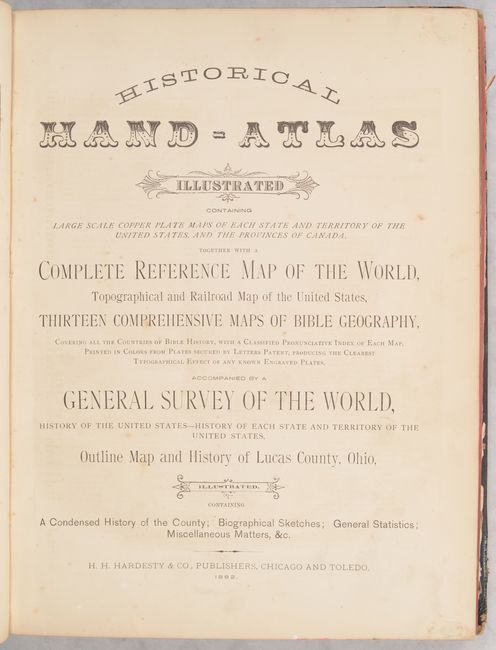 HISTORICAL
HAND=ATLAS
ILLUSTRATED
CONTAINING
LARGE SCALE COPPER PLATE MAPS OF EACH STATE AND TERRITORY OF THE
UNITED STATES, AND THE PROVINCES OF CANADA,
TOGETHER WITH A
COMPLETE REFERENCE MAP OF THE WORLD,
Topographical and Railroad Map of the United States,
THIRTEEN COMPREHENSIVE MAPS OF BIBLE GEOGRAPHY,
COVERING ALL THE COUNTRIES OF BIBLE HISTORY, WITH A CLASSIFIED PRONUNCIATIVE INDEX OF EACH MAP,
PRINTED IN COLORS FROM PLATES SECURED BY LETTERS PATENT, PRODUCING THE CLEAREST
TYPOGRAPHICAL EFFECT OF ANY KNOWN ENGRAVED PLATES,
ACCOMPANIED BY A
GENERAL SURVEY OF THE WORLD,
HISTORY OF THE UNITED STATES—HISTORY OF EACH STATE AND TERRITORY OF THE
UNITED STATES,
Outline Map and History of Lucas County, Ohio,
ILLUSTRATED,
CONTAINING
A Condensed History of the County; Biographical Sketches; General Statistics;
Miscellaneous Matters, &c.
H. H. HARDESTY & CO., PUBLISHERS, CHICAGO AND TOLEDO,
1882.